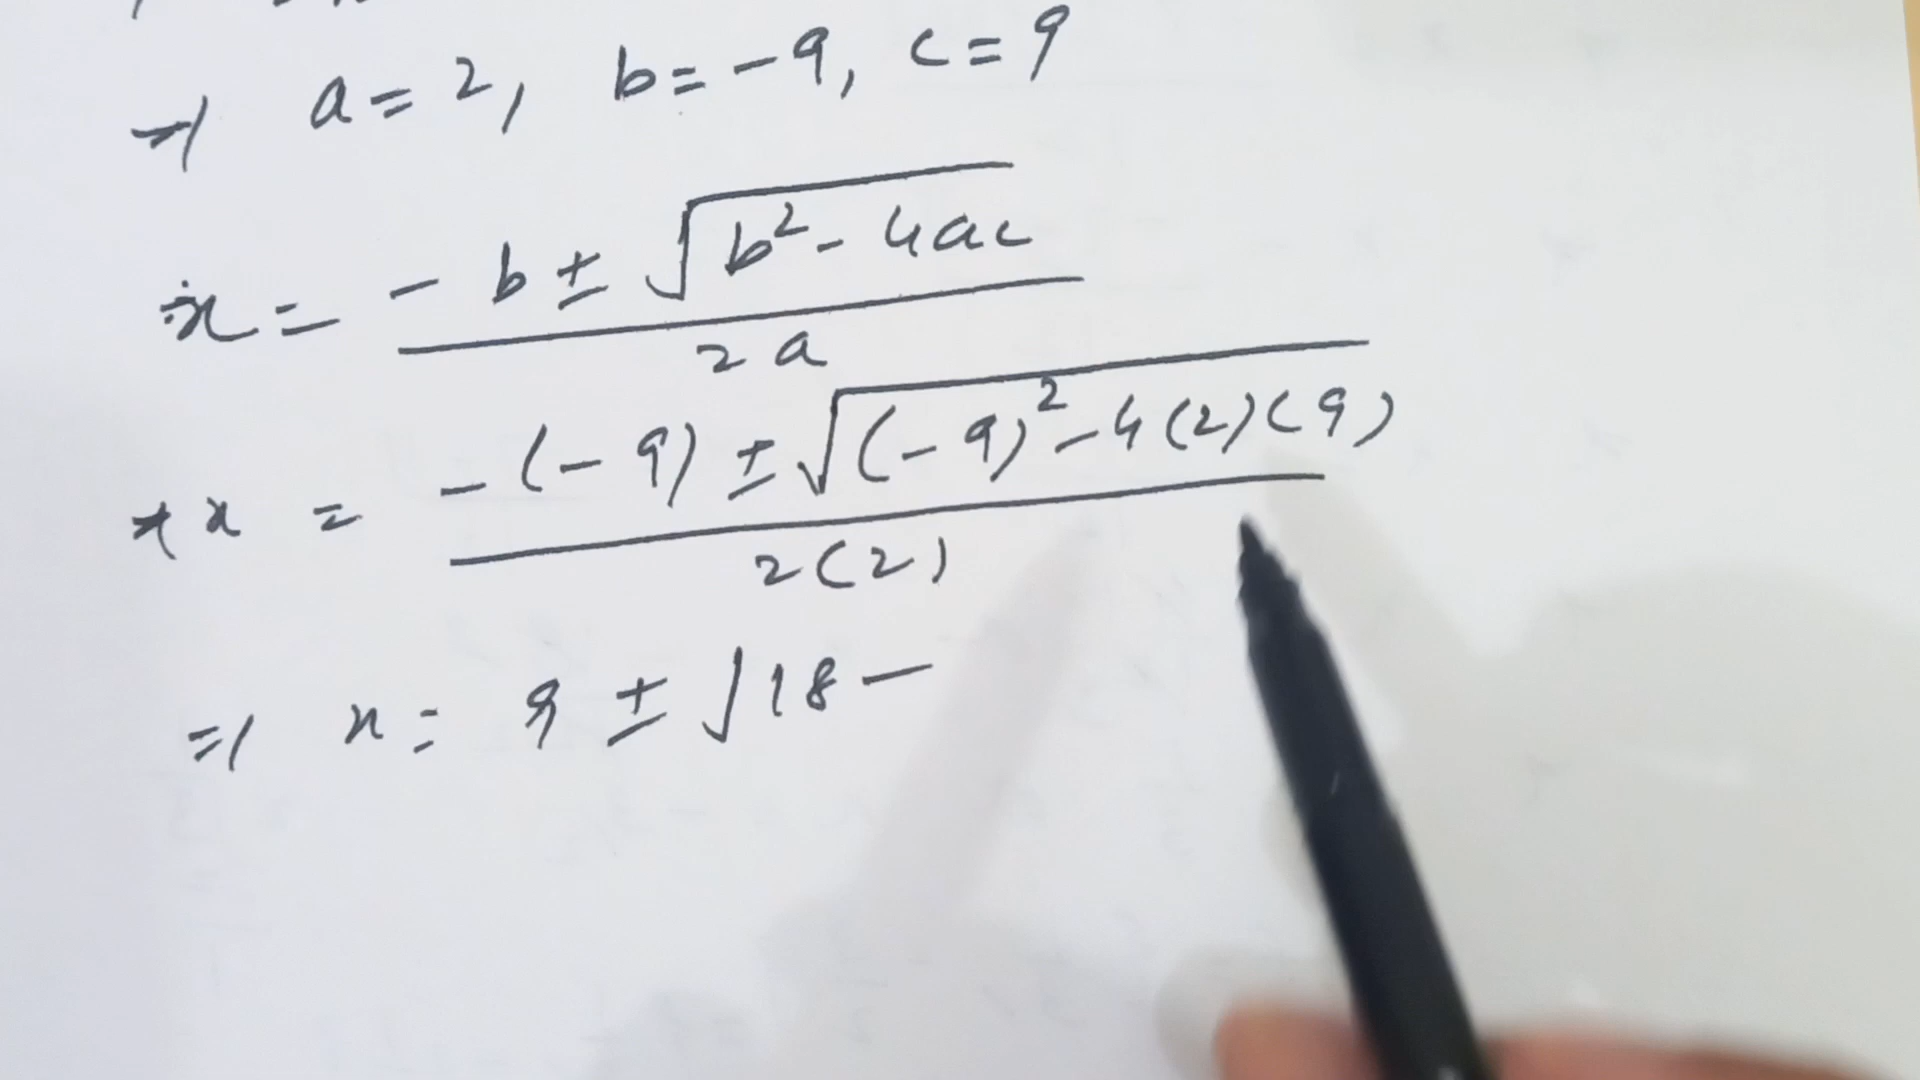 ⇒ a = 2, b = -9, c = 9
∴ x = -b ± √(b² - 4ac) / 2a
⇒ x = -(-9) ± √((-9)² - 4(2)(9)) / 2(2)
⇒ x = 9 ± √18 -